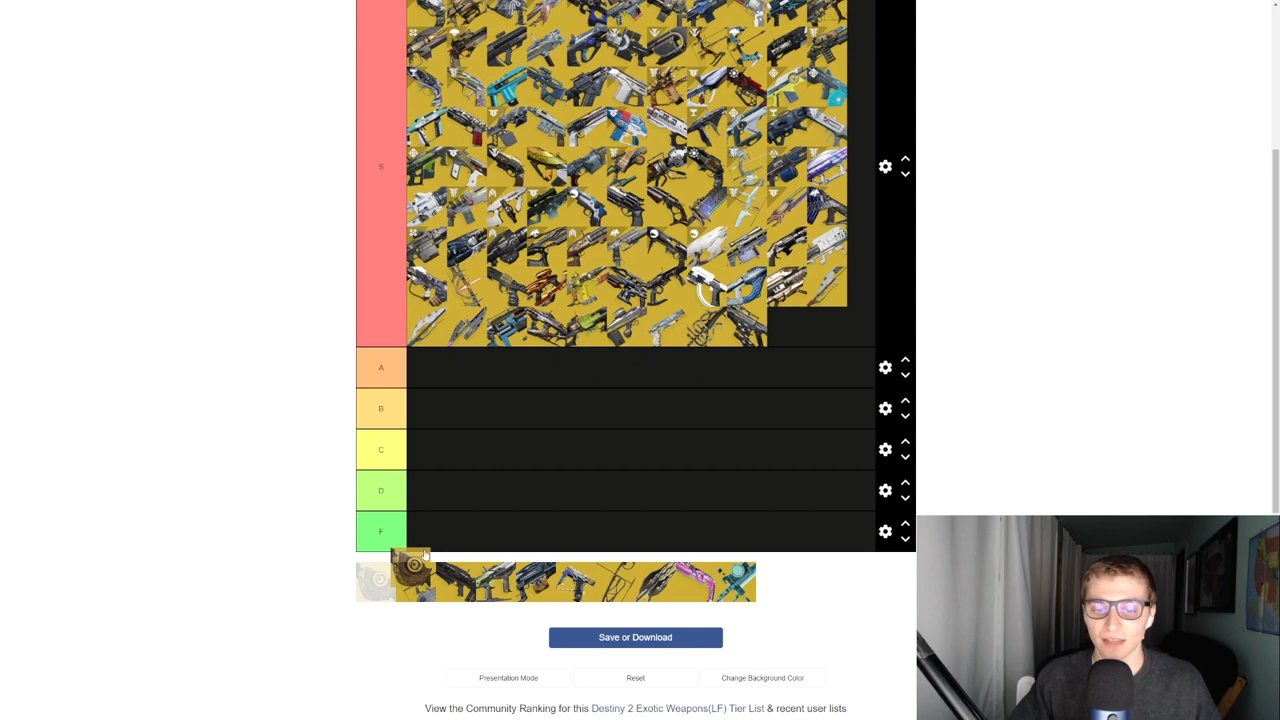 S
A
B
C
D
F
Save or Download
Presentation Mode
Reset
Change Background Color
View the Community Ranking for this Destiny 2 Exotic Weapons(LF) Tier List & recent user lists